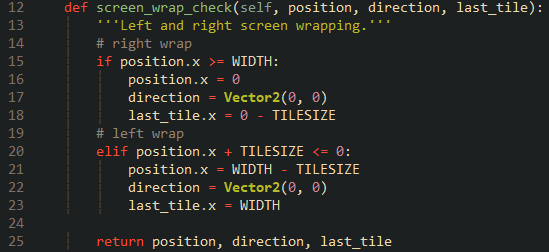 12 def screen_wrap_check(self, position, direction, last_tile):
13 '''Left and right screen wrapping.'''
14 # right wrap
15 if position.x >= WIDTH:
16 position.x = 0
17 direction = Vector2(0, 0)
18 last_tile.x = 0 - TILESIZE
19 # left wrap
20 elif position.x + TILESIZE <= 0:
21 position.x = WIDTH - TILESIZE
22 direction = Vector2(0, 0)
23 last_tile.x = WIDTH
24
25 return position, direction, last_tile